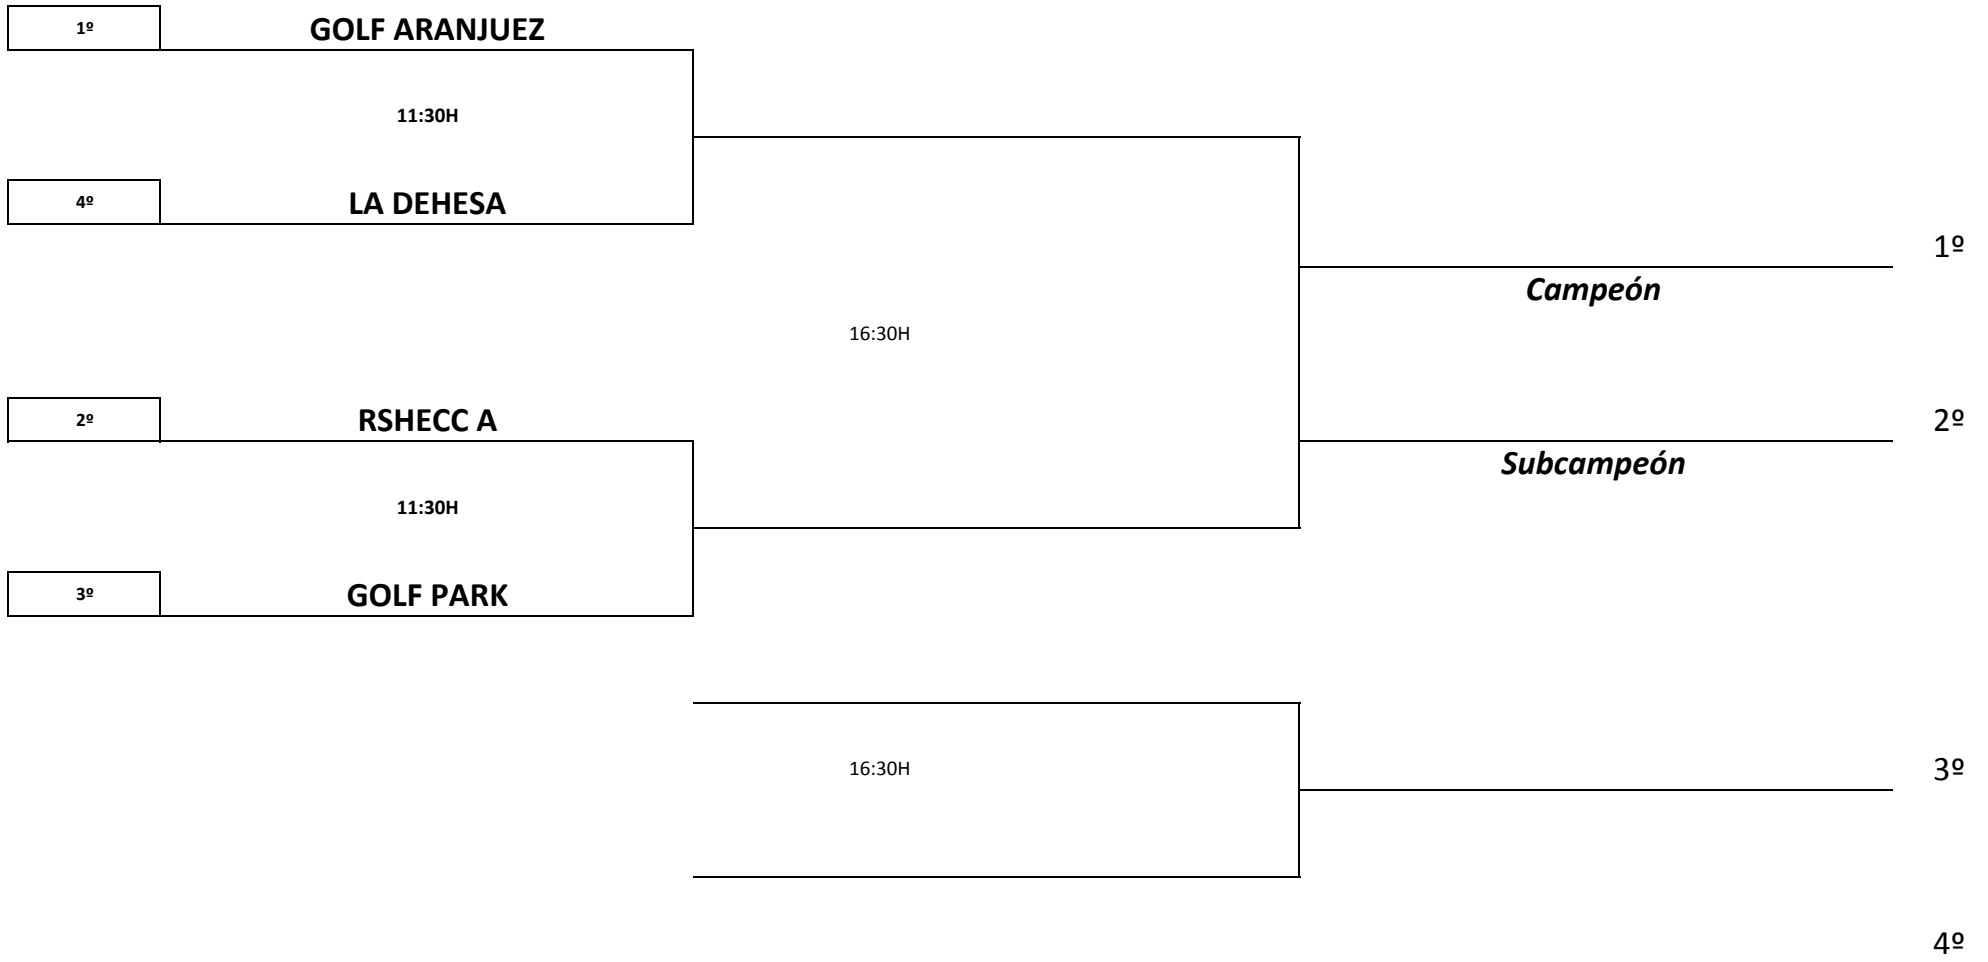 1º GOLF ARANJUEZ
11:30H
4º LA DEHESA
1º
Campeón
16:30H
2º RSHECC A
2º
Subcampeón
11:30H
3º GOLF PARK
16:30H
3º
4º